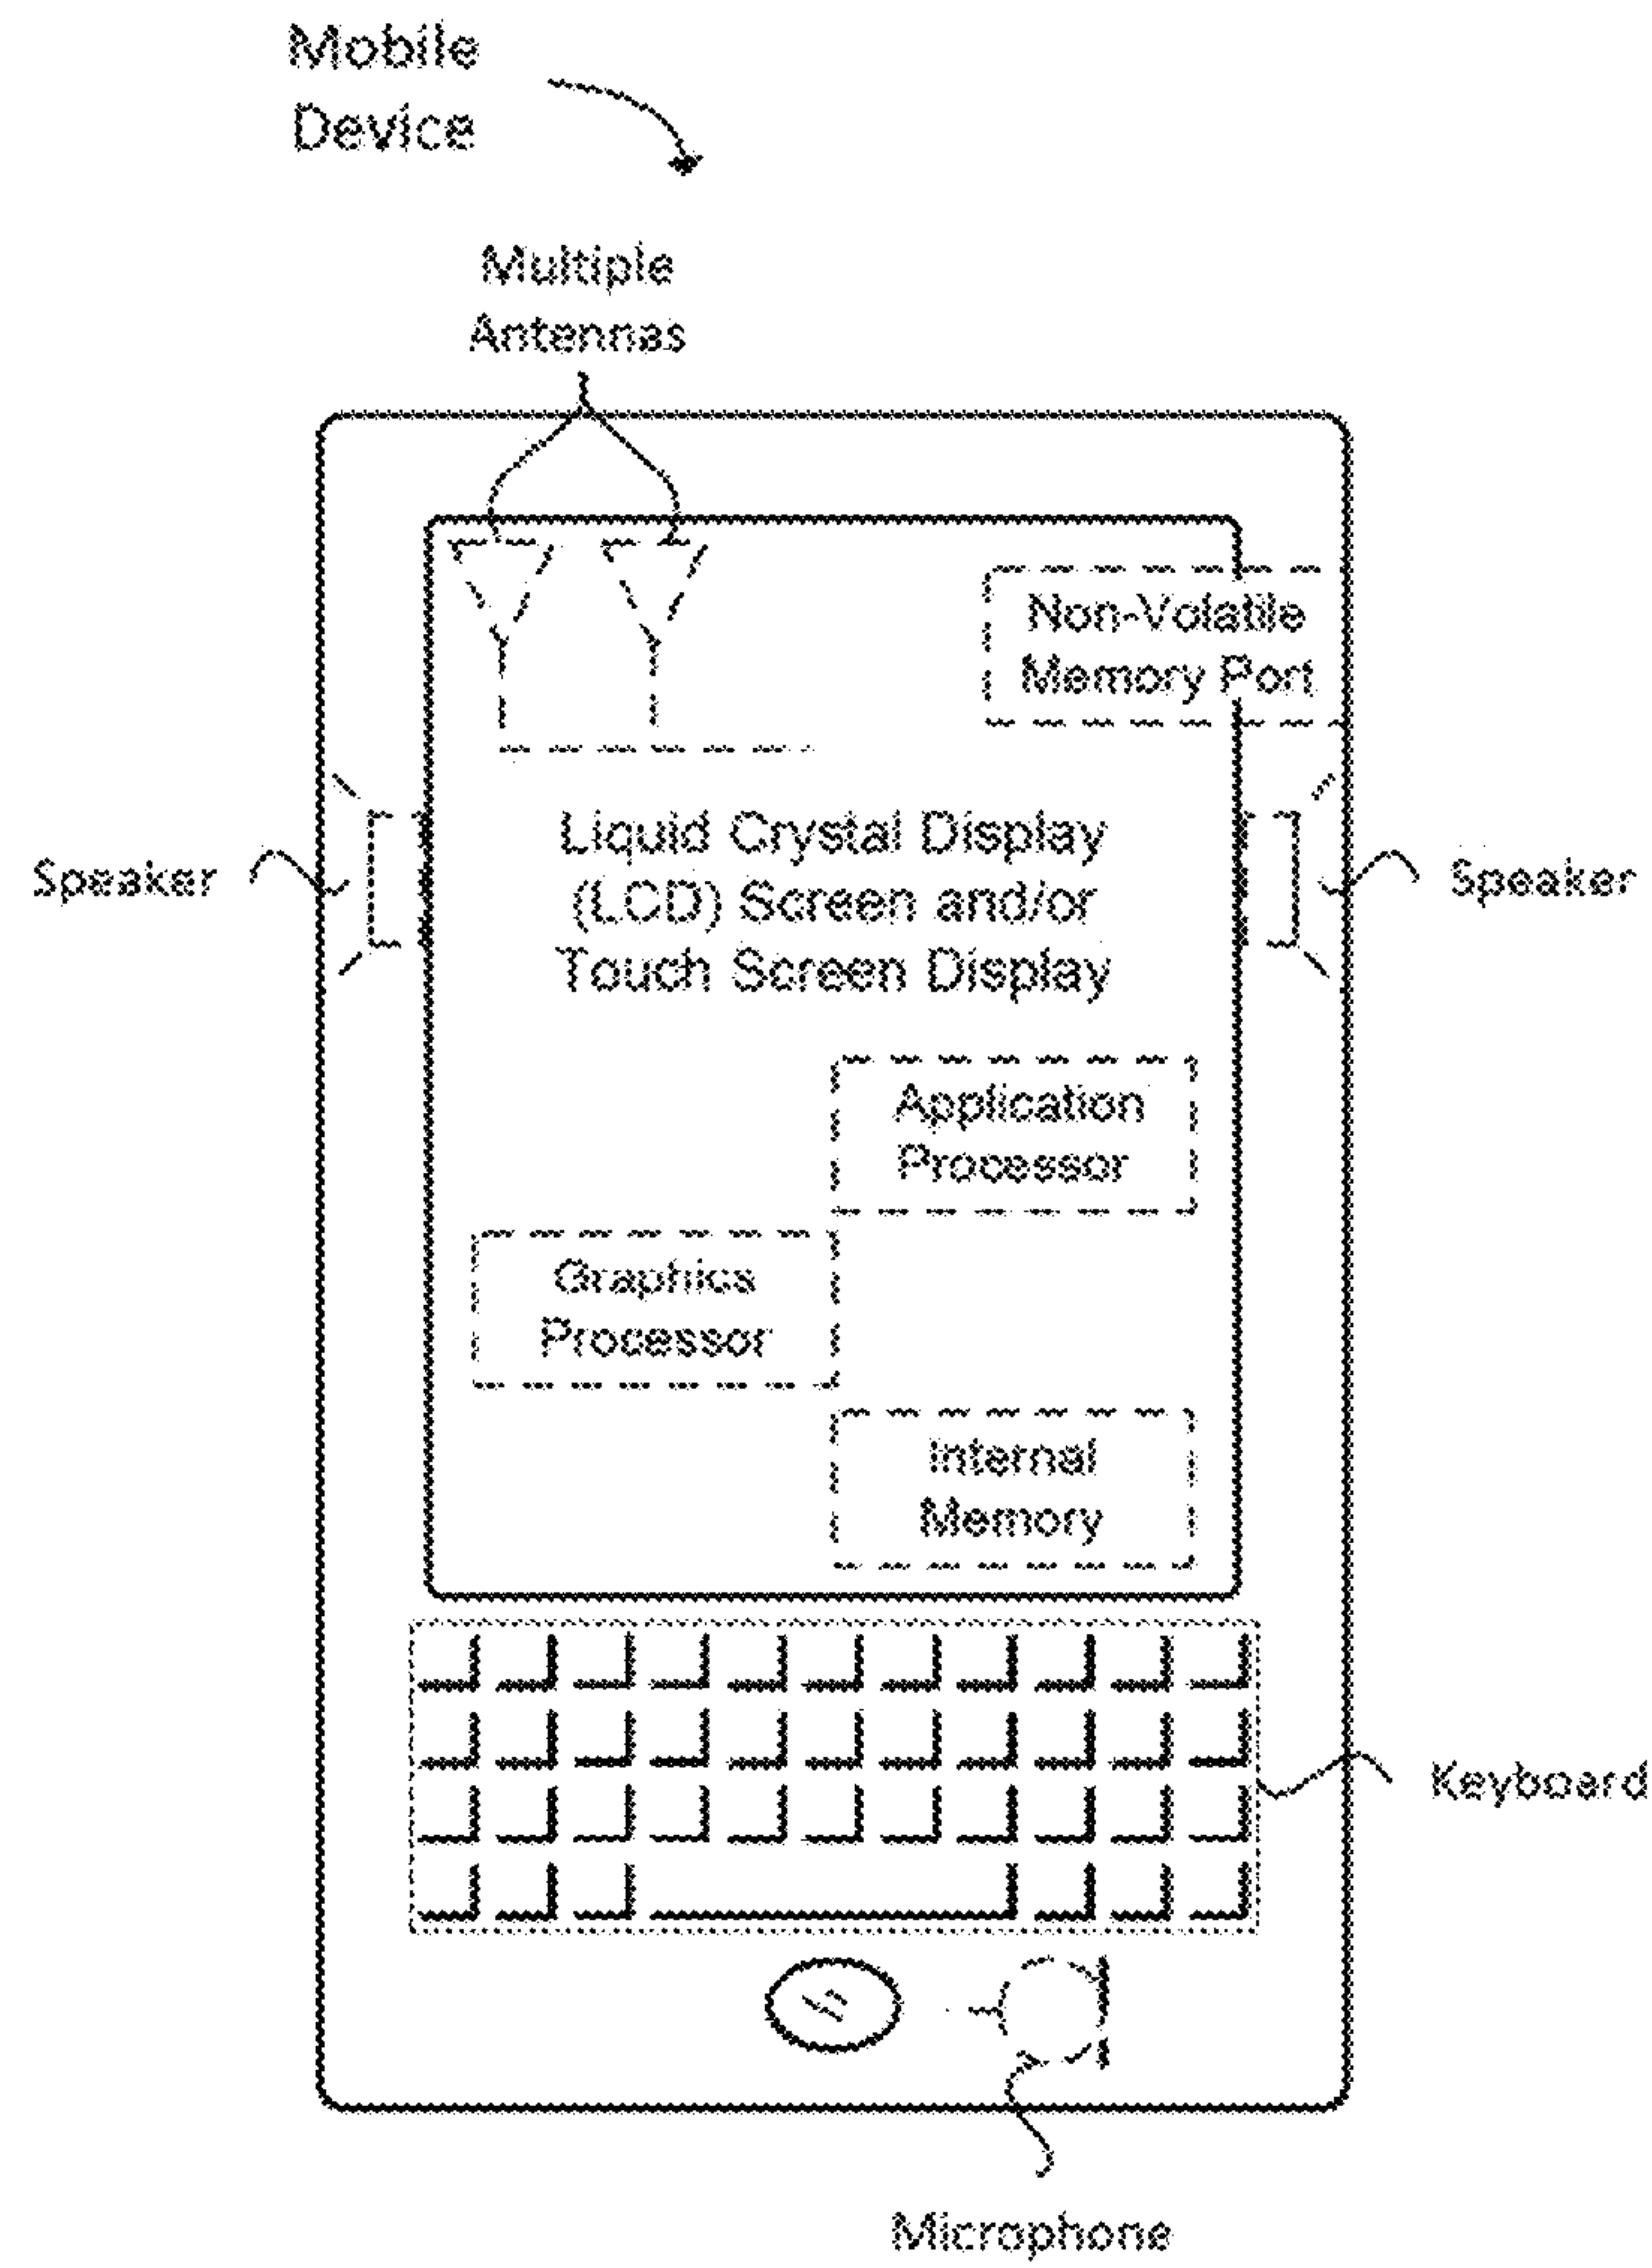 Mobile
Device
Multiple
Antennas
Non-Volatile
Memory Port
Liquid Crystal Display
(LCD) Screen and/or
Touch Screen Display
Speaker
Speaker
Application
Processor
Graphics
Processor
Internal
Memory
Keyboard
Microphone